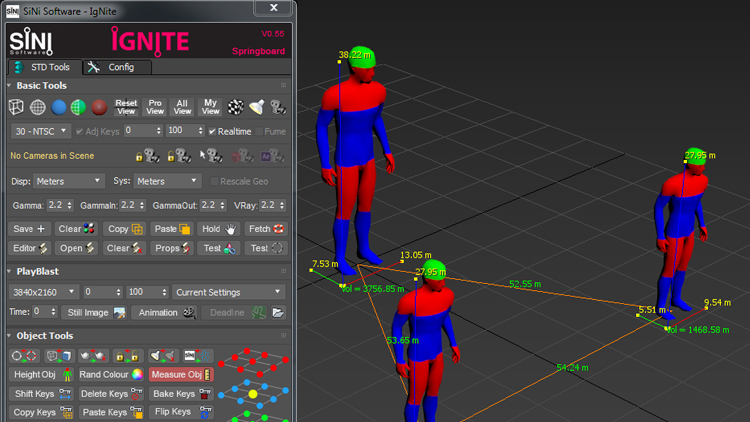 SiNi Software - IgNite
SiNI Software
IGNITE
V0.55
Springboard
STD Tools
Config
Basic Tools
Reset View
Pro View
All View
My View
30 - NTSC
Adj Keys
0
100
Realtime
Fume
No Cameras in Scene
Disp: Meters
Sys: Meters
Rescale Geo
Gamma: 2.2
GammaIn: 2.2
GammaOut: 2.2
VRay: 2.2
Save +
Clear
Copy
Paste
Hold
Fetch
Editor
Open
Clear
Props
Test
Test
PlayBlast
3840x2160
0
100
Current Settings
Time: 0
Still Image
Animation
Deadline
Object Tools
Height Obj
Rand Colour
Measure Obj
Shift Keys
Delete Keys
Bake Keys
Copy Keys
Paste Keys
Flip Keys
38.22 m
27.95 m
7.53 m
13.05 m
27.95 m
Vol = 3756.85 m
52.55 m
5.51 m
9.54 m
Vol = 1468.58 m
53.65 m
54.24 m